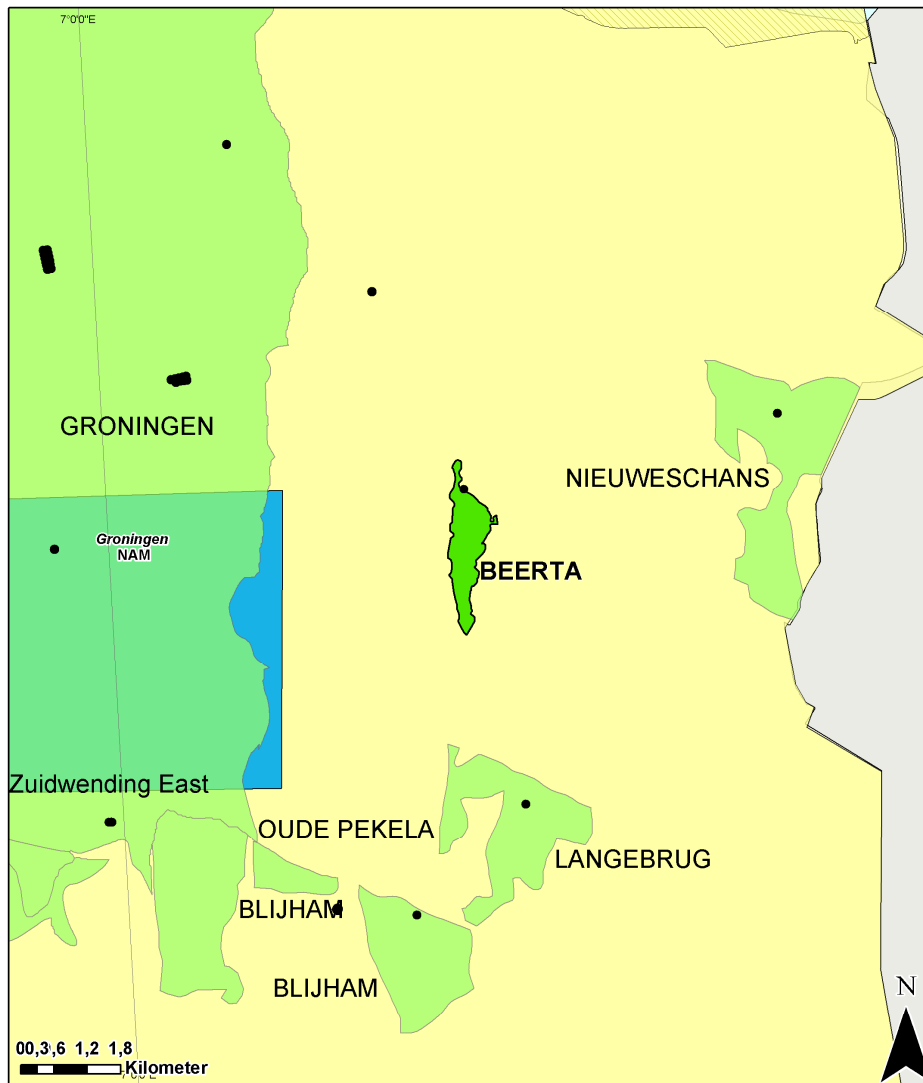 7°0'0"E
GRONINGEN
NIEUWESCHANS
Groningen
NAM
BEERTA
Zuidwending East
OUDE PEKELA
LANGEBRUG
BLIJHAM
BLIJHAM
N
00,3 0,6 1,2 1,8
Kilometer